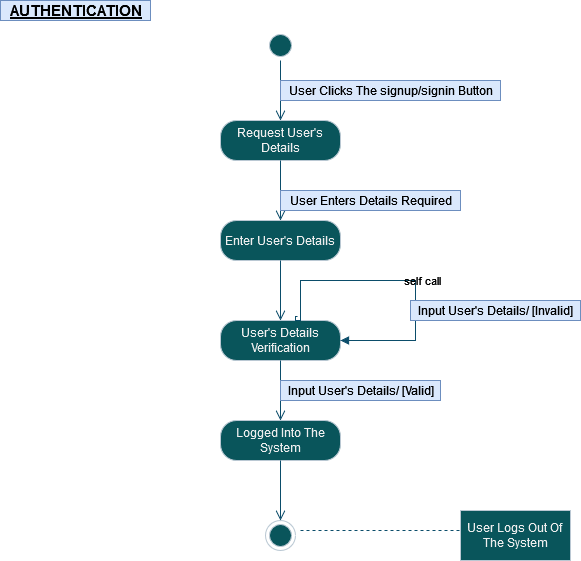 AUTHENTICATION
User Clicks The signup/signin Button
Request User's
Details
User Enters Details Required
Enter User's Details
self call
Input User's Details/ [Invalid]
User's Details
Verification
Input User's Details/ [Valid]
Logged Into The
System
User Logs Out Of
The System